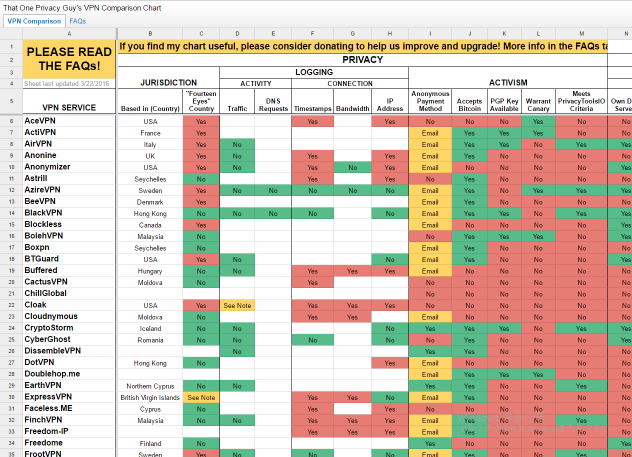 That One Privacy Guy's VPN Comparison Chart
VPN Comparison FAQs
A B C D E F G H I J K L M N
1 PLEASE READ THE FAQs! If you find my chart useful, please consider donating to help us improve and upgrade! More info in the FAQs ta
2 PRIVACY
3 LOGGING
4 Sheet last updated 3/22/2016 JURISDICTION ACTIVITY CONNECTION ACTIVISM
5 VPN SERVICE Based in (Country) "Fourteen Eyes" Country Traffic DNS Requests Timestamps Bandwidth IP Address Anonymous Payment Method Accepts Bitcoin PGP Key Available Warrant Canary Meets PrivacyToolsIO Criteria Own D Serve
6 AceVPN USA Yes Yes Yes No No No Yes No No
7 ActiVPN France Yes Email Yes Yes Yes No No
8 AirVPN Italy Yes No Email Yes Yes No Yes Yes
9 Anonine UK Yes No Yes Yes Email Yes No No No No
10 Anonymizer USA Yes No Yes No Yes Email No No No No No
11 Astrill Seychelles No Yes Yes No Yes No No No No
12 AzireVPN Sweden Yes No No No No No Email Yes No Yes Yes Yes
13 BeeVPN Denmark Yes Email Yes No No No No
14 BlackVPN Hong Kong No No No No No Email Yes Yes No Yes Yes
15 Blockless Canada Yes Email No No No No Yes
16 BolehVPN Malaysia No No Yes Yes Yes No Yes
17 Boxpn Seychelles No Email Yes No No No No
18 BTGuard USA Yes No No Email Yes No No No Yes
19 Buffered Hungary No Yes Yes Yes Email No No No No No
20 CactusVPN Moldova No Yes No No No No No
21 ChillGlobal No No No No No
22 Cloak USA Yes See Note Yes Yes No No No No No
23 Cloudnymous Moldova No Yes Yes Email Yes No No No No
24 CryptoStorm Iceland No No No Yes Yes Yes Yes Yes Yes
25 CyberGhost Romania No No No No Yes Yes No No No Yes
26 DissembleVPN No Email Yes No No No
27 DotVPN Hong Kong No Yes Email No No No No
28 Doublehop.me Email Yes Yes Yes No
29 EarthVPN Northern Cyprus No No Yes Yes No No Yes
30 ExpressVPN British Virgin Islands See Note Yes Yes No Email Yes No No No
31 Faceless.ME Cyprus No Yes Yes No No No No No
32 FinchVPN Malaysia No No Yes Yes Yes Email Yes No
33 Freedom-IP Yes Yes Yes Email No
34 Freedome Finland No Yes No No No No
35 FrootVPN Sweden Yes No No No No Email Yes No No No